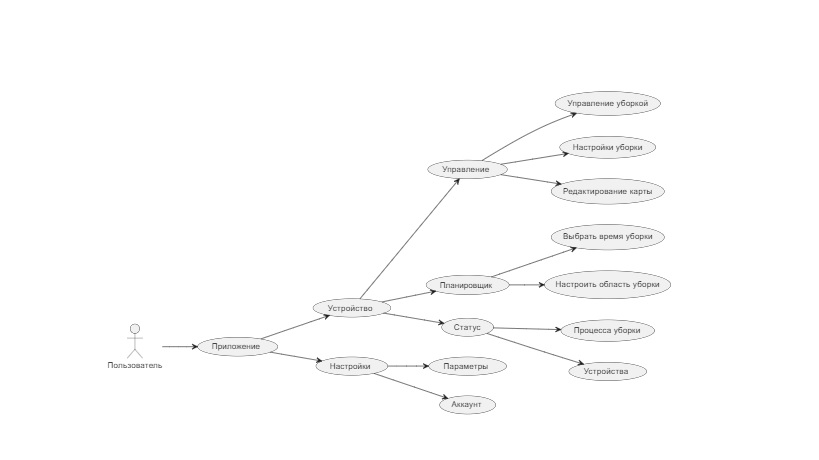 Управление уборкой
Настройки уборки
Управление
Редактирование карты
Выбрать время уборки
Планировщик
Настроить область уборки
Устройство
Статус
Процесса уборки
Приложение
Пользователь
Настройки
Параметры
Устройства
Аккаунт